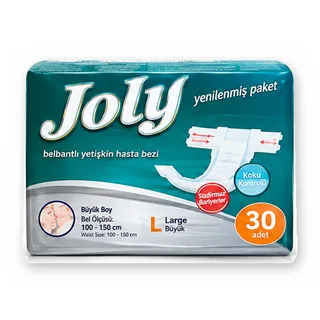 Joly
yenilenmiş paket
belbantlı yetişkin hasta bezi
Koku
Kontrolü
Sızdırmaz
Bariyerler
Büyük Boy
Bel Ölçüsü:
100 - 150 cm
Waist Size: 100 - 150 cm
L Large
Büyük
30
adet